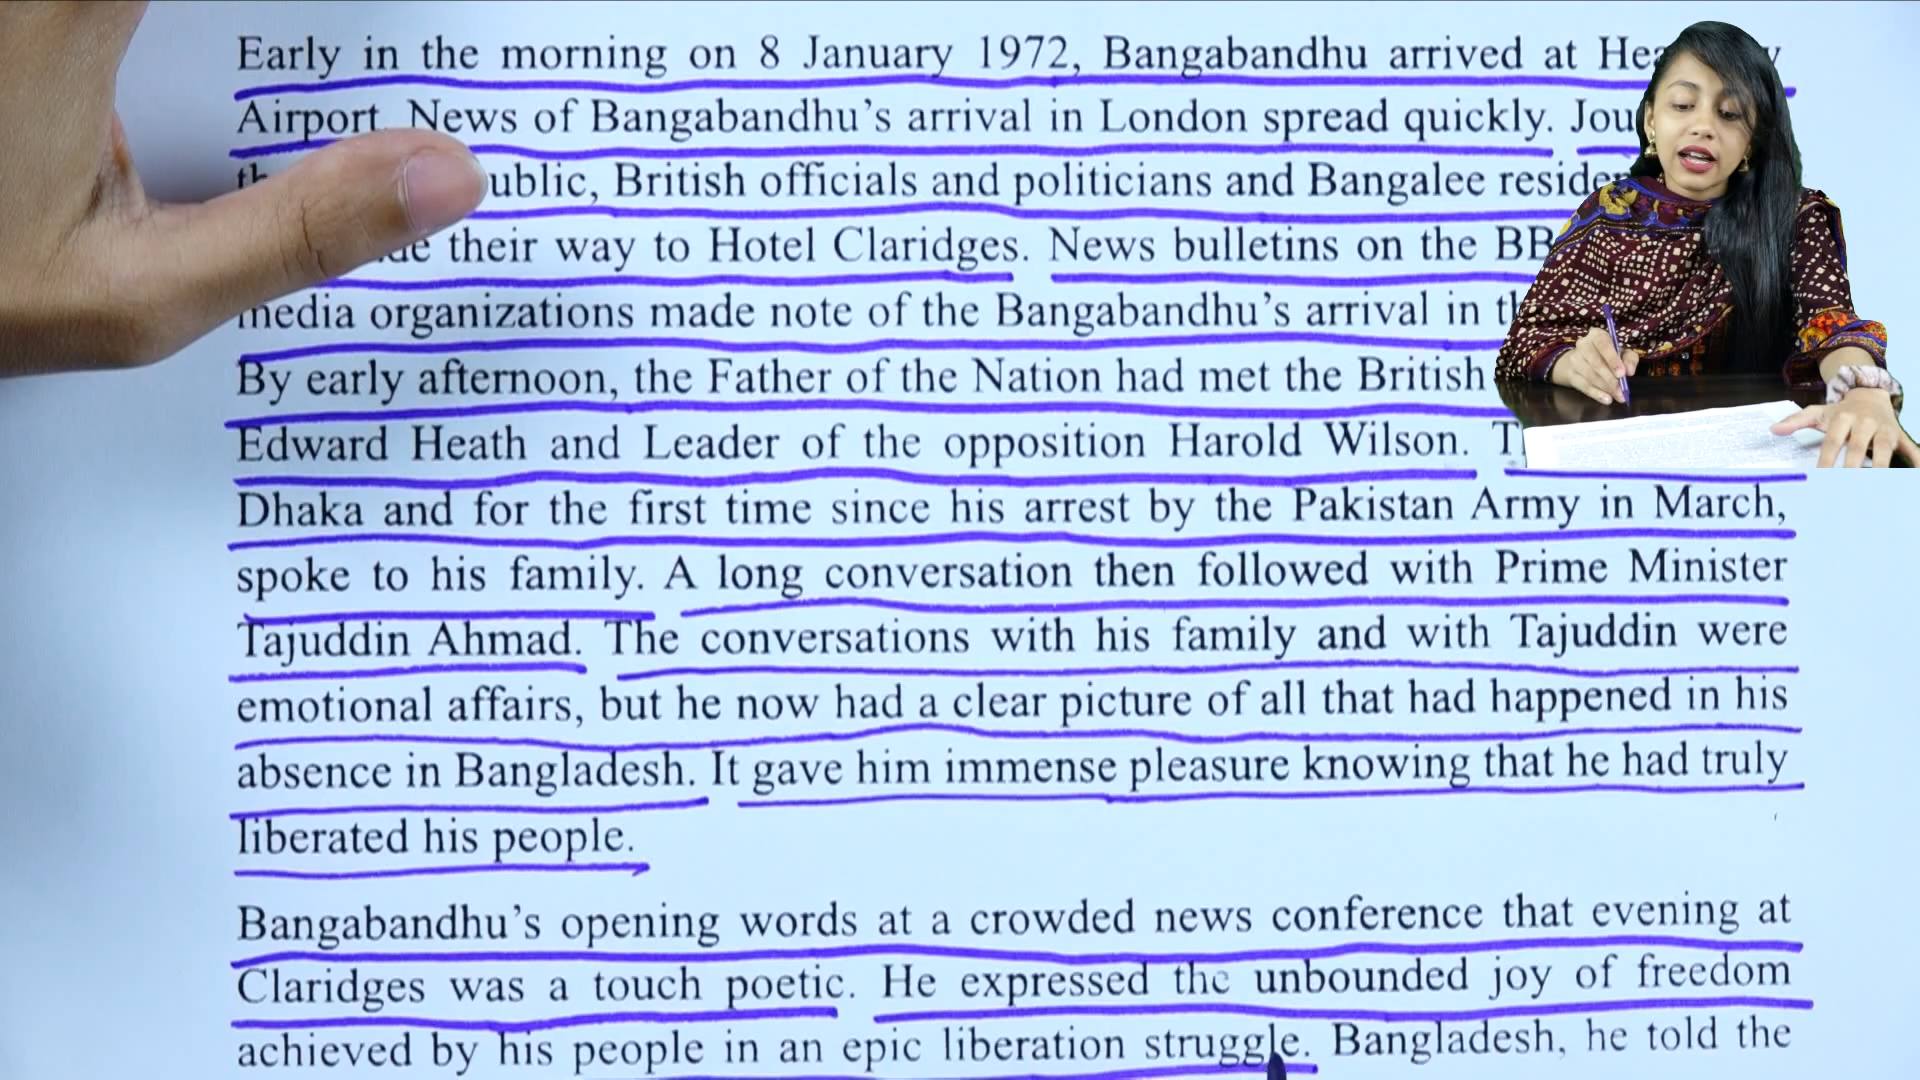 Early in the morning on 8 January 1972, Bangabandhu arrived at
Airport. News of Bangabandhu’s arrival in London spread quickly.
British officials and politicians and Bangalee
their way to Hotel Claridges. News bulletins on the
media organizations made note of the Bangabandhu’s arrival in
By early afternoon, the Father of the Nation had met the British
Edward Heath and Leader of the opposition Harold Wilson.
Dhaka and for the first time since his arrest by the Pakistan Army in March,
spoke to his family. A long conversation then followed with Prime Minister
Tajuddin Ahmad. The conversations with his family and with Tajuddin were
emotional affairs, but he now had a clear picture of all that had happened in his
absence in Bangladesh. It gave him immense pleasure knowing that he had truly
liberated his people.
Bangabandhu’s opening words at a crowded news conference that evening at
Claridges was a touch poetic. He expressed the unbounded joy of freedom
achieved by his people in an epic liberation struggle. Bangladesh, he told the